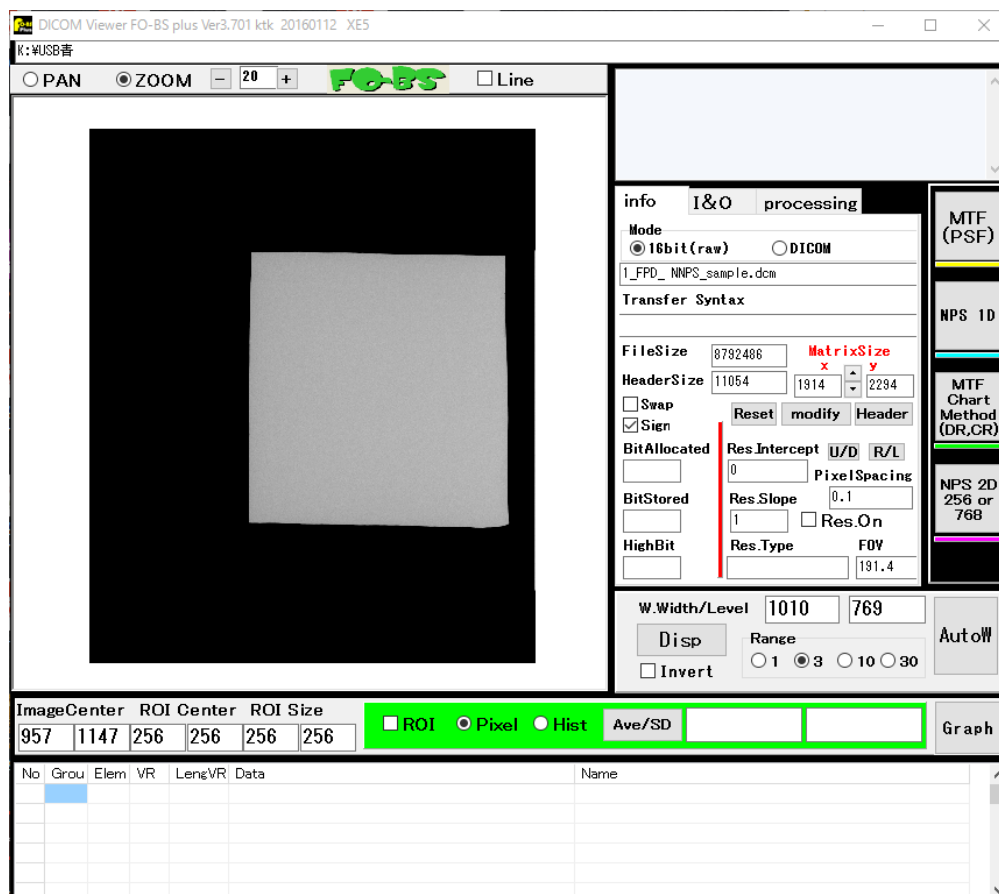 DICOM Viewer FO-BS plus Ver3.701 ktk 20160112 XE5
K:¥USB青
PAN ZOOM - 20 + FO-BS Line
info I&O processing
Mode
16bit(raw) DICOM
1_FPD_ NNPS_sample.dcm
Transfer Syntax
FileSize 8792486 MatrixSize
x y
HeaderSize 11054 1914 2294
Swap
Sign
Reset modify Header
BitAllocated Res.Intercept U/D R/L
0 PixelSpacing
BitStored Res.Slope 0.1
1 Res.On
HighBit Res.Type FOV
191.4
MTF
(PSF)
NPS 1D
MTF
Chart
Method
(DR,CR)
NPS 2D
256 or
768
W.Width/Level 1010 769
Disp Range
1 3 10 30
Invert
AutoW
ImageCenter ROI Center ROI Size
957 1147 256 256 256 256
ROI Pixel Hist Ave/SD
Graph
No Grou Elem VR LengVR Data Name